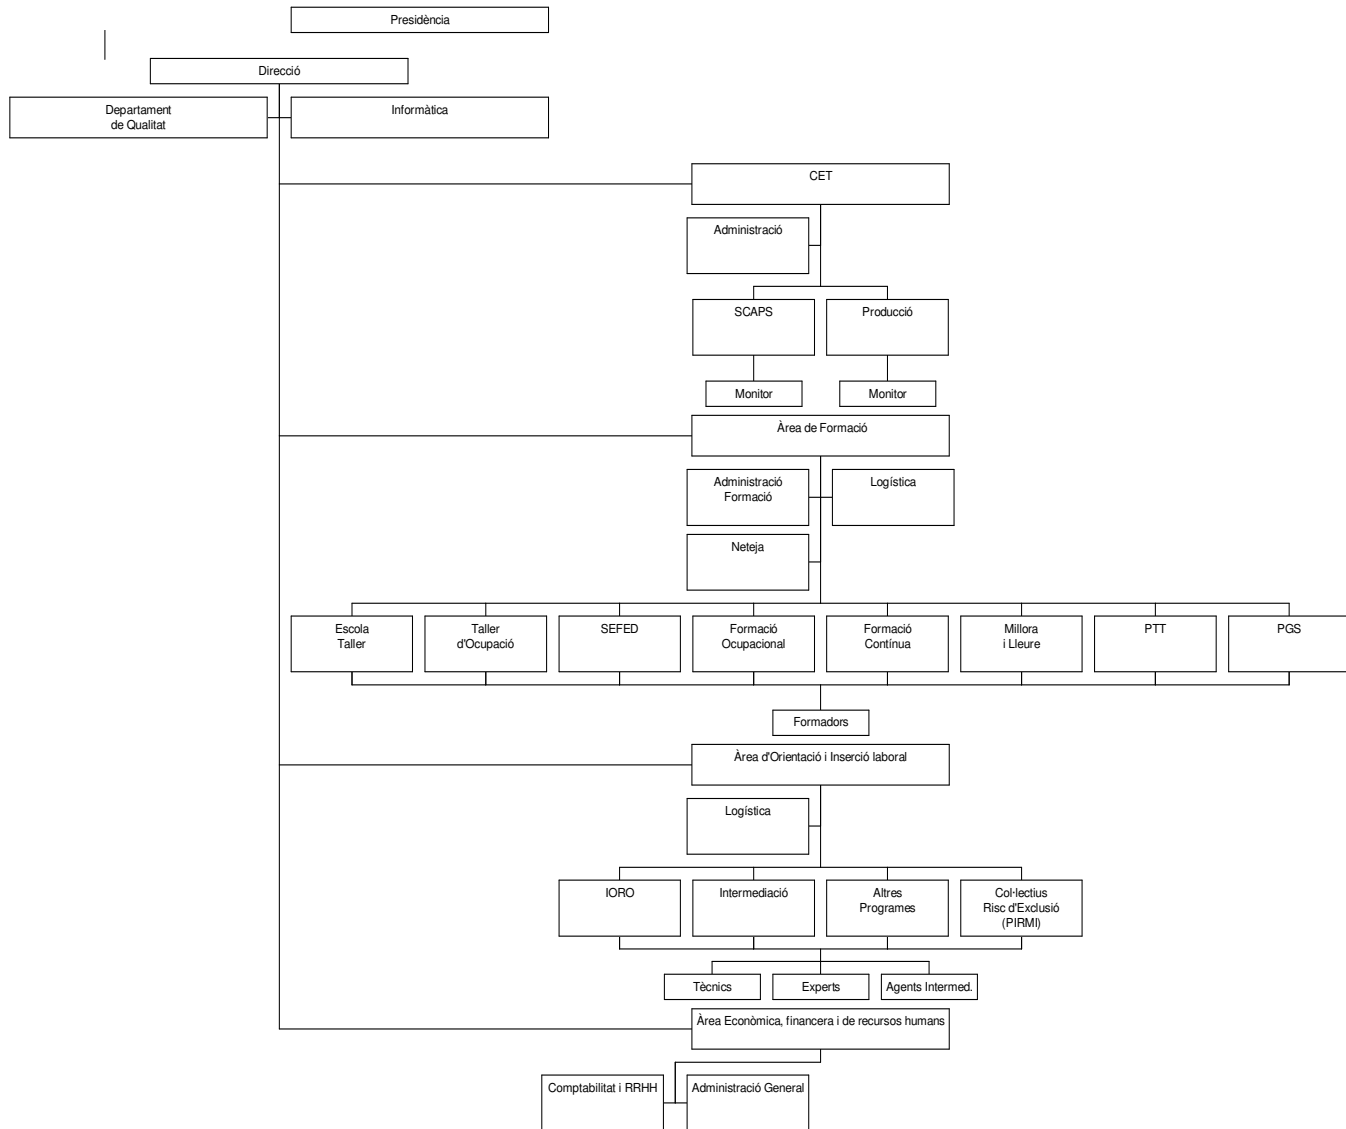 Presidència
Direcció
Departament
de Qualitat
Informàtica
CET
Administració
SCAPS
Producció
Monitor
Monitor
Àrea de Formació
Administració
Formació
Logística
Neteja
Escola
Taller
Taller
d'Ocupació
SEFED
Formació
Ocupacional
Formació
Contínua
Millora
i Lleure
PTT
PGS
Formadors
Àrea d'Orientació i Inserció laboral
Logística
IORO
Intermediació
Altres
Programes
Col·lectius
Risc d'Exclusió
(PIRMI)
Tècnics
Experts
Agents Intermed.
Àrea Econòmica, financera i de recursos humans
Comptabilitat i RRHH
Administració General